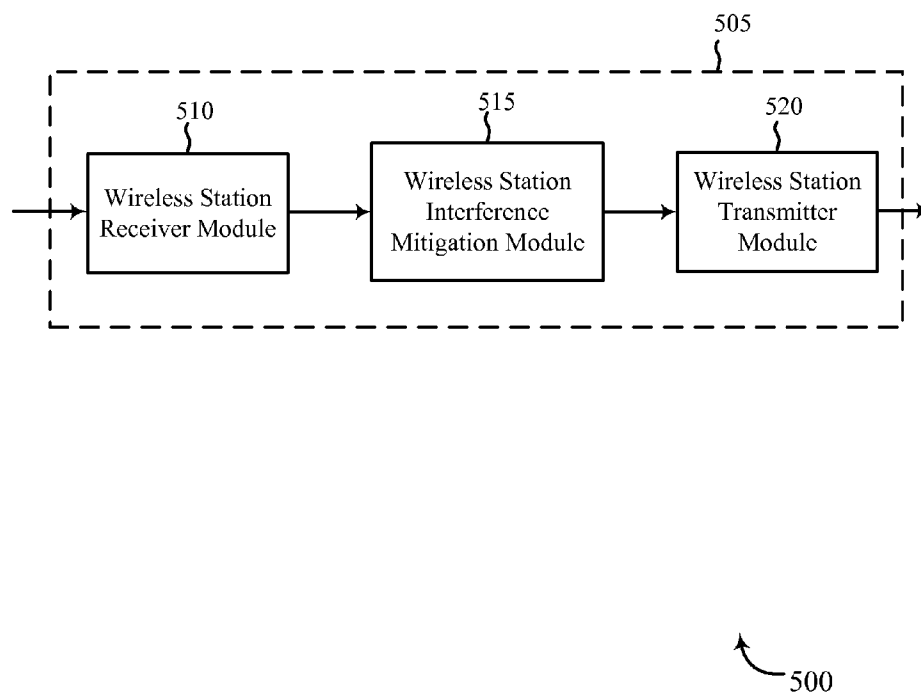 505
510
515
520
Wireless Station
Receiver Module
Wireless Station
Interference
Mitigation Module
Wireless Station
Transmitter
Module
500